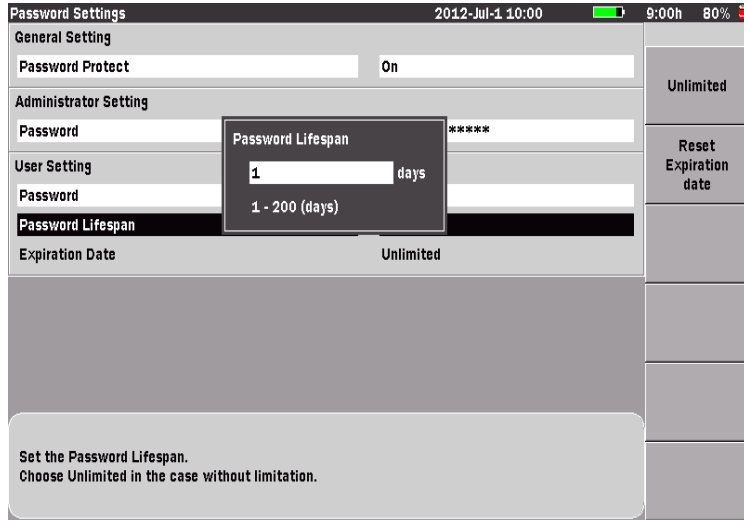 Password Settings 2012-Jul-1 10:00 9:00h 80%
General Setting
Password Protect On
Unlimited
Administrator Setting
Password *****
Password Lifespan
1 days
1 - 200 (days)
Reset
Expiration
date
User Setting
Password
Password Lifespan
Expiration Date Unlimited
Set the Password Lifespan.
Choose Unlimited in the case without limitation.